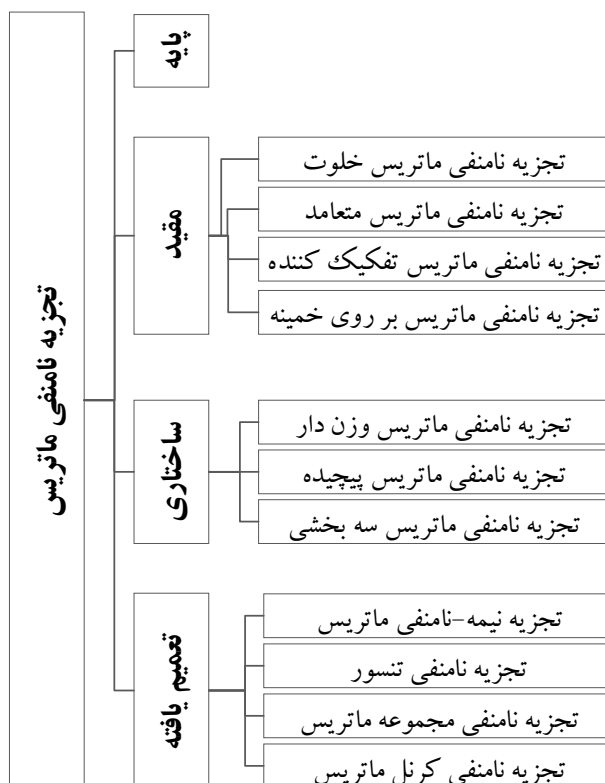 تجزیه نامنفی ماتریس
پایه
مقید
تجزیه نامنفی ماتریس خلوت
تجزیه نامنفی ماتریس متعامد
تجزیه نامنفی ماتریس تفکیک کننده
تجزیه نامنفی ماتریس بر روی خمینه
ساختاری
تجزیه نامنفی ماتریس وزن دار
تجزیه نامنفی ماتریس پیچیده
تجزیه نامنفی ماتریس سه بخشی
تعمیم یافته
تجزیه نیمه-نامنفی ماتریس
تجزیه نامنفی تنسور
تجزیه نامنفی مجموعه ماتریس
تجزیه نامنفی کرنل ماتریس